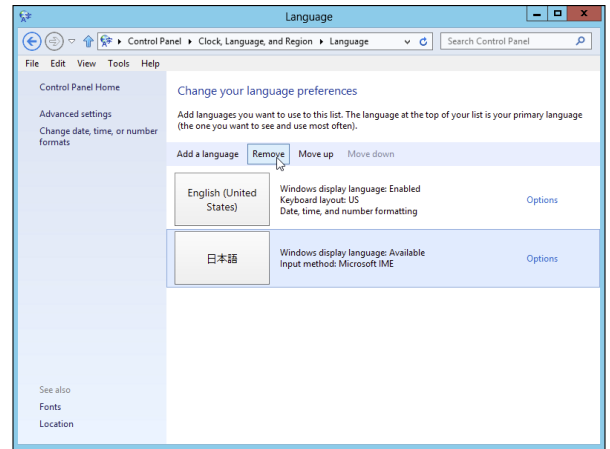 Language
Control Panel ▸ Clock, Language, and Region ▸ Language
Search Control Panel
File Edit View Tools Help
Control Panel Home
Advanced settings
Change date, time, or number
formats
Change your language preferences
Add languages you want to use to this list. The language at the top of your list is your primary language
(the one you want to see and use most often).
Add a language Remove Move up Move down
English (United
States)
Windows display language: Enabled
Keyboard layout: US
Date, time, and number formatting
Options
日本語
Windows display language: Available
Input method: Microsoft IME
Options
See also
Fonts
Location